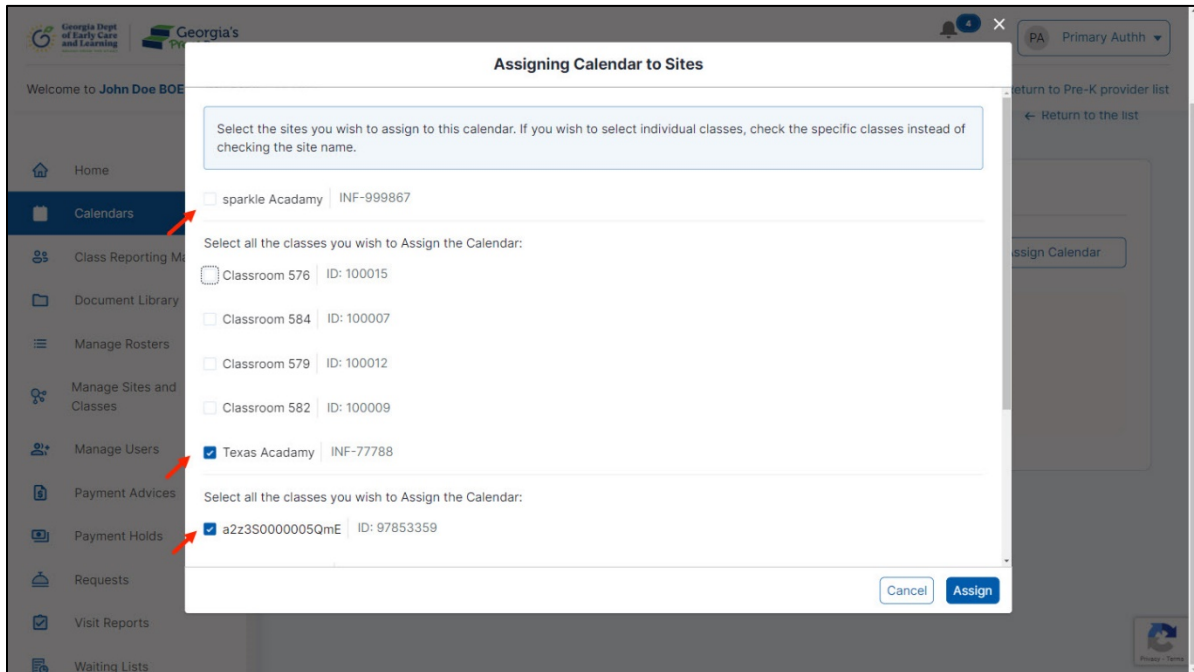 Georgia Dept
of Early Care
and Learning
Georgia's
Pr
4
PA Primary Authh
Assigning Calendar to Sites
Welcome to John Doe BOE
eturn to Pre-K provider list
← Return to the list
Select the sites you wish to assign to this calendar. If you wish to select individual classes, check the specific classes instead of
checking the site name.
Home
sparkle Acadamy INF-999867
Calendars
Select all the classes you wish to Assign the Calendar:
Class Reporting Ma
ssign Calendar
Classroom 576 ID: 100015
Document Library
Classroom 584 ID: 100007
Manage Rosters
Classroom 579 ID: 100012
Manage Sites and
Classes
Classroom 582 ID: 100009
Manage Users
Texas Acadamy INF-77788
Payment Advices
Select all the classes you wish to Assign the Calendar:
a2z3S0000005QmE ID: 97853359
Payment Holds
Requests
Cancel Assign
Visit Reports
Waiting Lists
Privacy - Terms